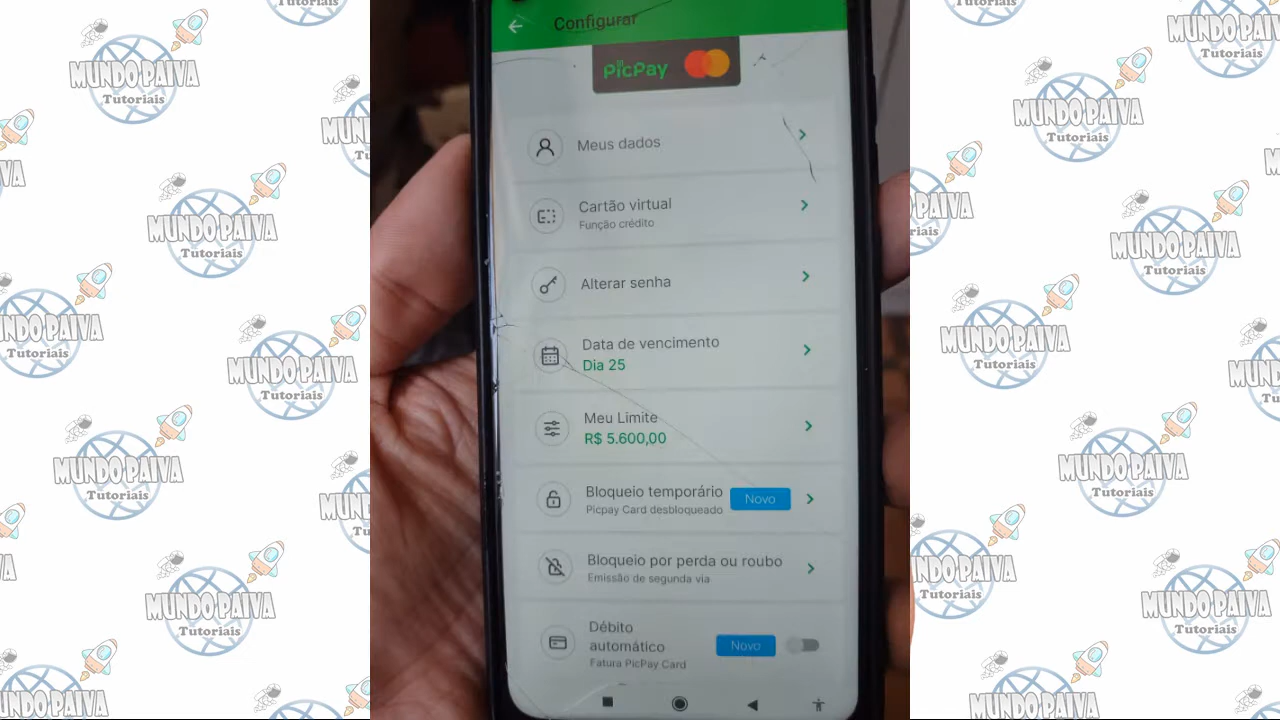 Configurar
PicPay
Meus dados
Cartão virtual
Função crédito
Alterar senha
Data de vencimento
Dia 25
Meu Limite
R$ 5.600,00
Bloqueio temporário
Novo
Picpay Card desbloqueado
Bloqueio por perda ou roubo
Emissão de segunda via
Débito
automático
Novo
Fatura PicPay Card
MUNDO PAIVA
Tutoriais